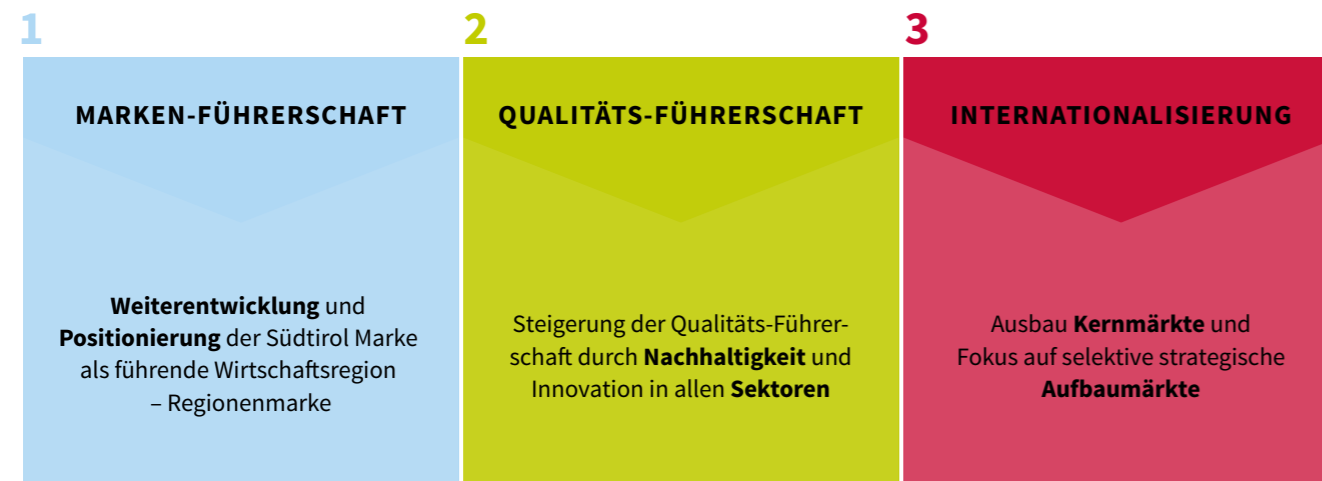 1
MARKEN-FÜHRERSCHAFT
Weiterentwicklung und
Positionierung der Südtirol Marke
als führende Wirtschaftsregion
– Regionenmarke
2
QUALITÄTS-FÜHRERSCHAFT
Steigerung der Qualitäts-Führer-
schaft durch Nachhaltigkeit und
Innovation in allen Sektoren
3
INTERNATIONALISIERUNG
Ausbau Kernmärkte und
Fokus auf selektive strategische
Aufbaumärkte